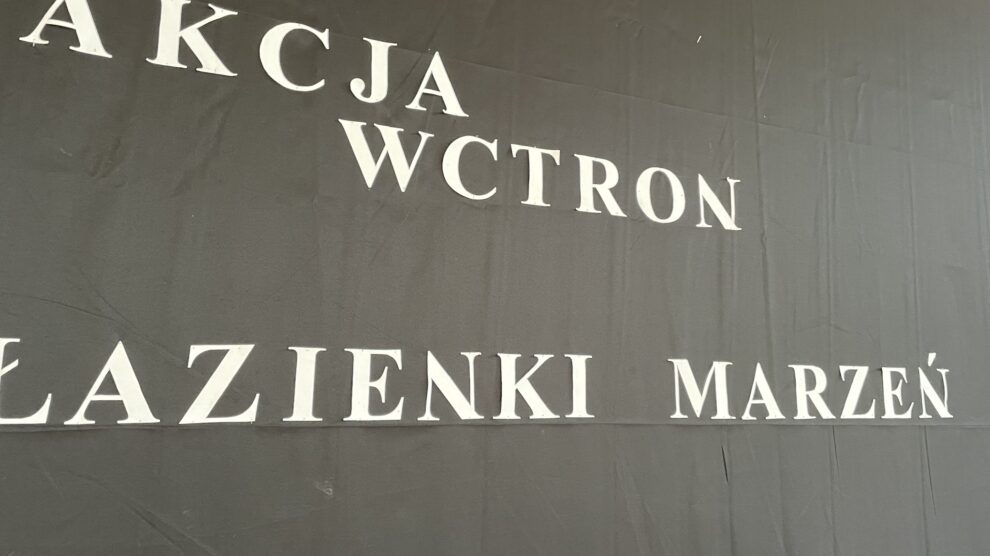 AKCJA
WCTRON
ŁAZIENKI MARZEŃ